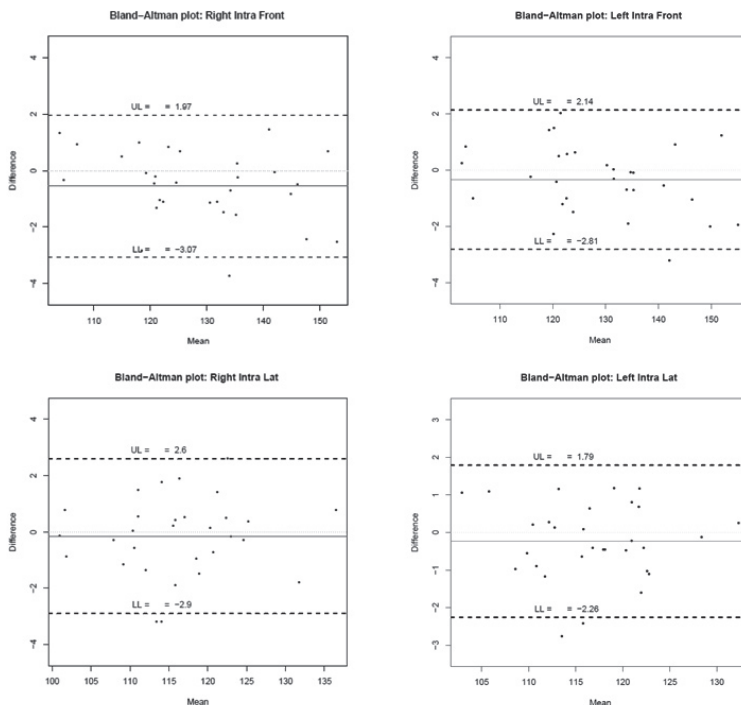 Bland−Altman plot: Right Intra Front
4
2
0
−2
−4
Difference
UL = = 1.97
LL = = −3.07
110 120 130 140 150
Mean
Bland−Altman plot: Left Intra Front
4
2
0
−2
−4
Difference
UL = = 2.14
LL = = −2.81
110 120 130 140 150
Mean
Bland−Altman plot: Right Intra Lat
4
2
0
−2
−4
Difference
UL = = 2.6
LL = = −2.9
100 105 110 115 120 125 130 135
Mean
Bland−Altman plot: Left Intra Lat
3
2
1
0
−1
−2
−3
Difference
UL = = 1.79
LL = = −2.26
105 110 115 120 125 130
Mean